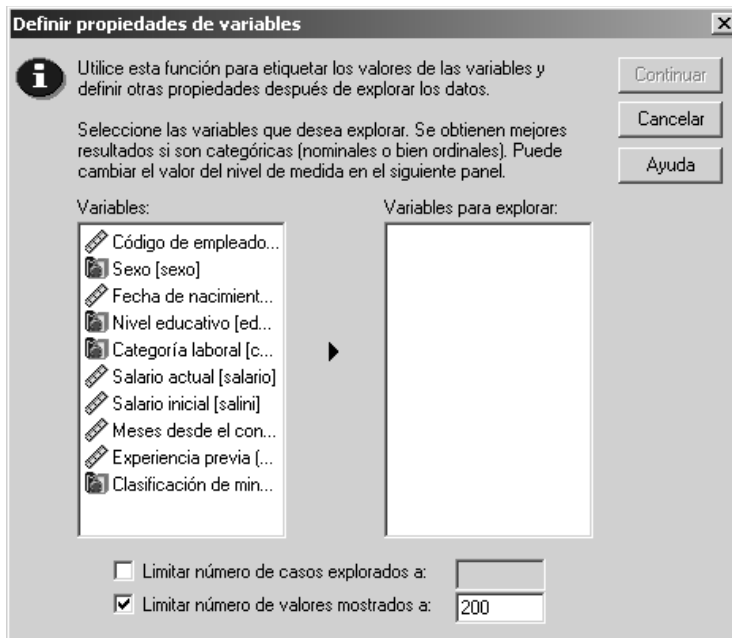 Definir propiedades de variables
Utilice esta función para etiquetar los valores de las variables y
definir otras propiedades después de explorar los datos.
Seleccione las variables que desea explorar. Se obtienen mejores
resultados si son categóricas (nominales o bien ordinales). Puede
cambiar el valor del nivel de medida en el siguiente panel.
Continuar
Cancelar
Ayuda
Variables:
Código de empleado...
Sexo [sexo]
Fecha de nacimient...
Nivel educativo [ed...
Categoría laboral [c...
Salario actual [salario]
Salario inicial [salini]
Meses desde el con...
Experiencia previa (...
Clasificación de min...
Variables para explorar:
Limitar número de casos explorados a:
Limitar número de valores mostrados a: 200